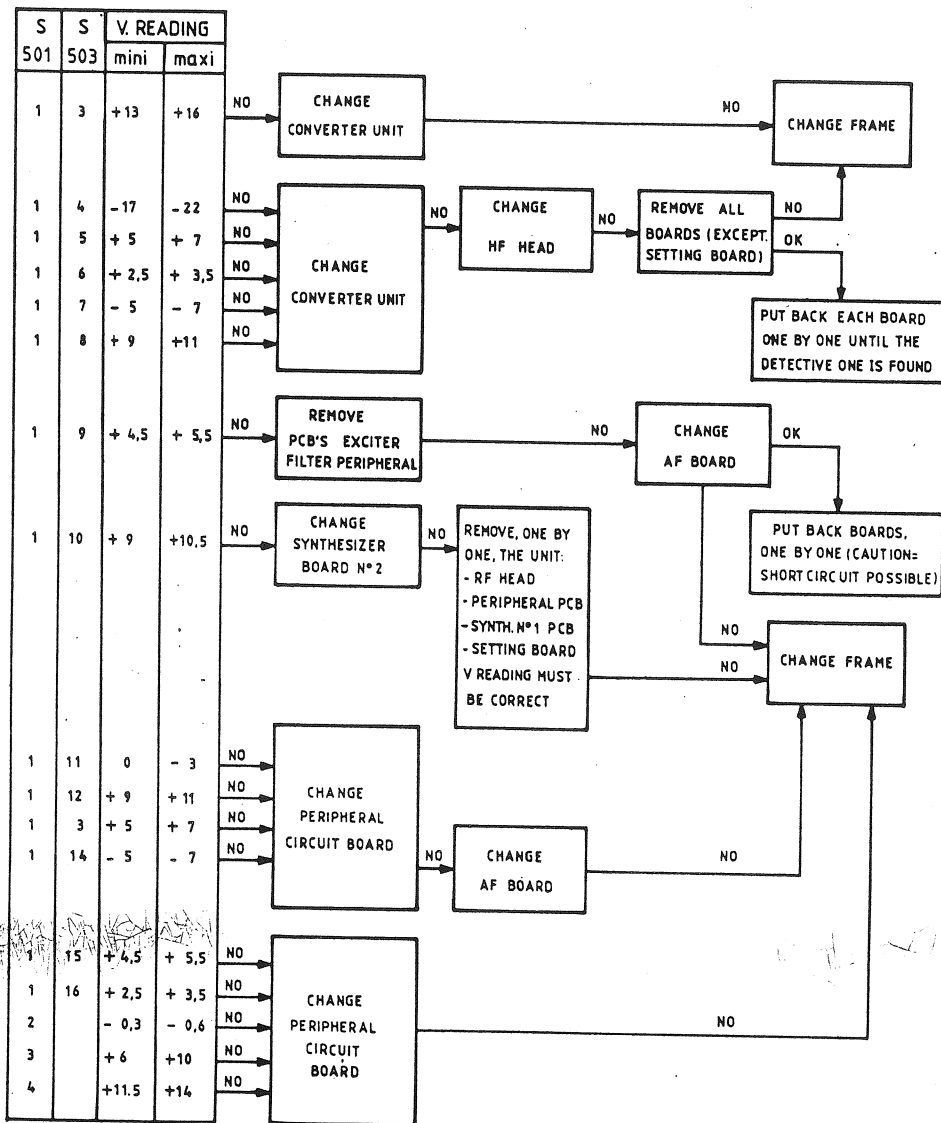 S S V. READING
501 503 mini maxi
1 3 +13 +16 NO
CHANGE
CONVERTER UNIT
NO
CHANGE FRAME
1 4 -17 -22 NO
1 5 + 5 + 7 NO
1 6 + 2,5 + 3,5 NO
1 7 - 5 - 7 NO
1 8 + 9 +11 NO
CHANGE
CONVERTER UNIT
NO
CHANGE
HF HEAD
NO
REMOVE ALL
BOARDS (EXCEPT.
SETTING BOARD)
NO
OK
PUT BACK EACH BOARD
ONE BY ONE UNTIL THE
DETECTIVE ONE IS FOUND
1 9 + 4,5 + 5,5 NO
REMOVE
PCB'S EXCITER
FILTER PERIPHERAL
NO
CHANGE
AF BOARD
OK
PUT BACK BOARDS,
ONE BY ONE (CAUTION=
SHORT CIRCUIT POSSIBLE)
NO
1 10 + 9 +10,5 NO
CHANGE
SYNTHESIZER
BOARD N°2
NO
REMOVE, ONE BY
ONE, THE UNIT:
- RF HEAD
- PERIPHERAL PCB
- SYNTH. N°1 PCB
- SETTING BOARD
V READING MUST
BE CORRECT
NO
CHANGE FRAME
1 11 0 - 3 NO
1 12 + 9 + 11 NO
1 3 + 5 + 7 NO
1 14 - 5 - 7 NO
CHANGE
PERIPHERAL
CIRCUIT BOARD
NO
CHANGE
AF BOARD
NO
1 15 + 4,5 + 5,5 NO
1 16 + 2,5 + 3,5 NO
2 - 0,3 - 0,6 NO
3 +6 +10 NO
4 +11.5 +14 NO
CHANGE
PERIPHERAL
CIRCUIT
BOARD
NO